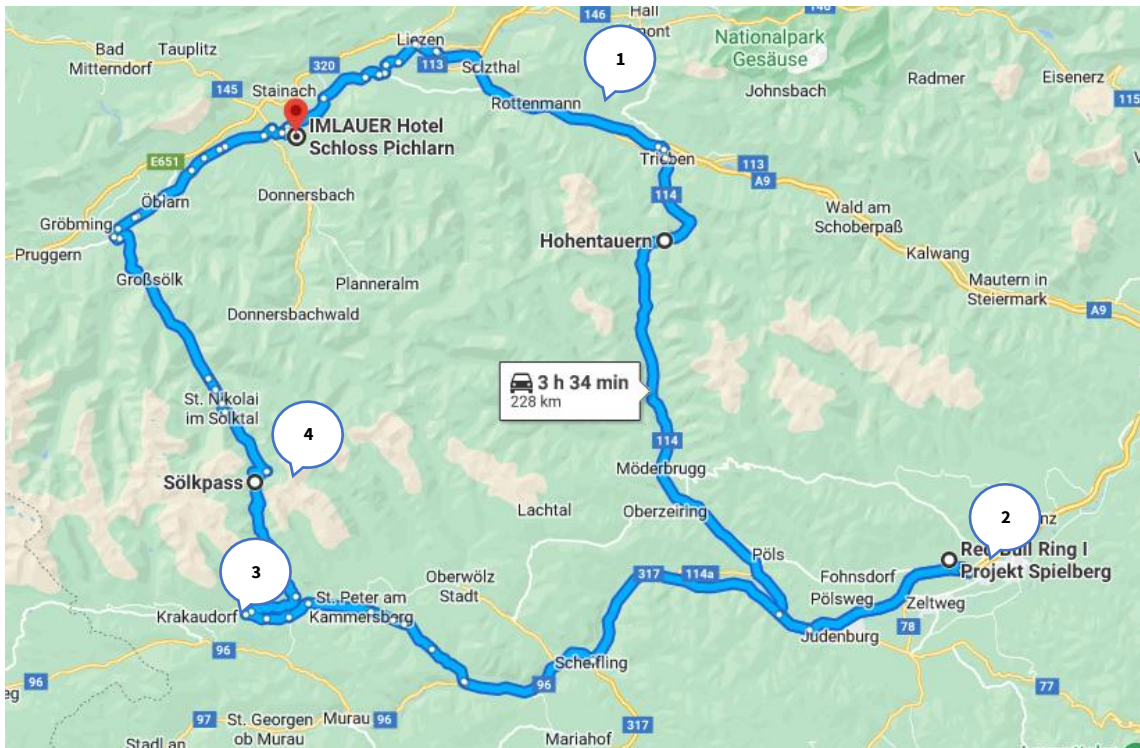 146
Hall
mont
146
Nationalpark
Gesäuse
Bad
Mitterndorf
Tauplitz
Liezen
320
113
Selzthal
1
Radmer
Eisenerz
115
145
Stainach
Johnsbach
Rottenmann
IMLAUER Hotel
Schloss Pichlarn
E651
Trieben
113
A9
Donnersbach
114
Öblarn
Wald am
Schoberpaß
Gröbming
Hohentauern
Pruggern
Kalwang
Großsölk
Planneralm
Mautern in
Steiermark
A9
Donnersbachwald
3 h 34 min
228 km
St. Nikolai
im Sölktal
4
114
Möderbrugg
Sölkpass
Lachtal
Oberzeiring
2
nz
Red Bull Ring I
Projekt Spielberg
Pöls
3
317
114a
Fohnsdorf
Oberwölz
Stadt
Pölsweg
Zeltweg
Krakaudorf
St. Peter am
Kammersberg
78
Judenburg
96
Scheifling
96
96
eg
77
97
St. Georgen
ob Murau
Murau
96
317
Stadl an
Mariahof